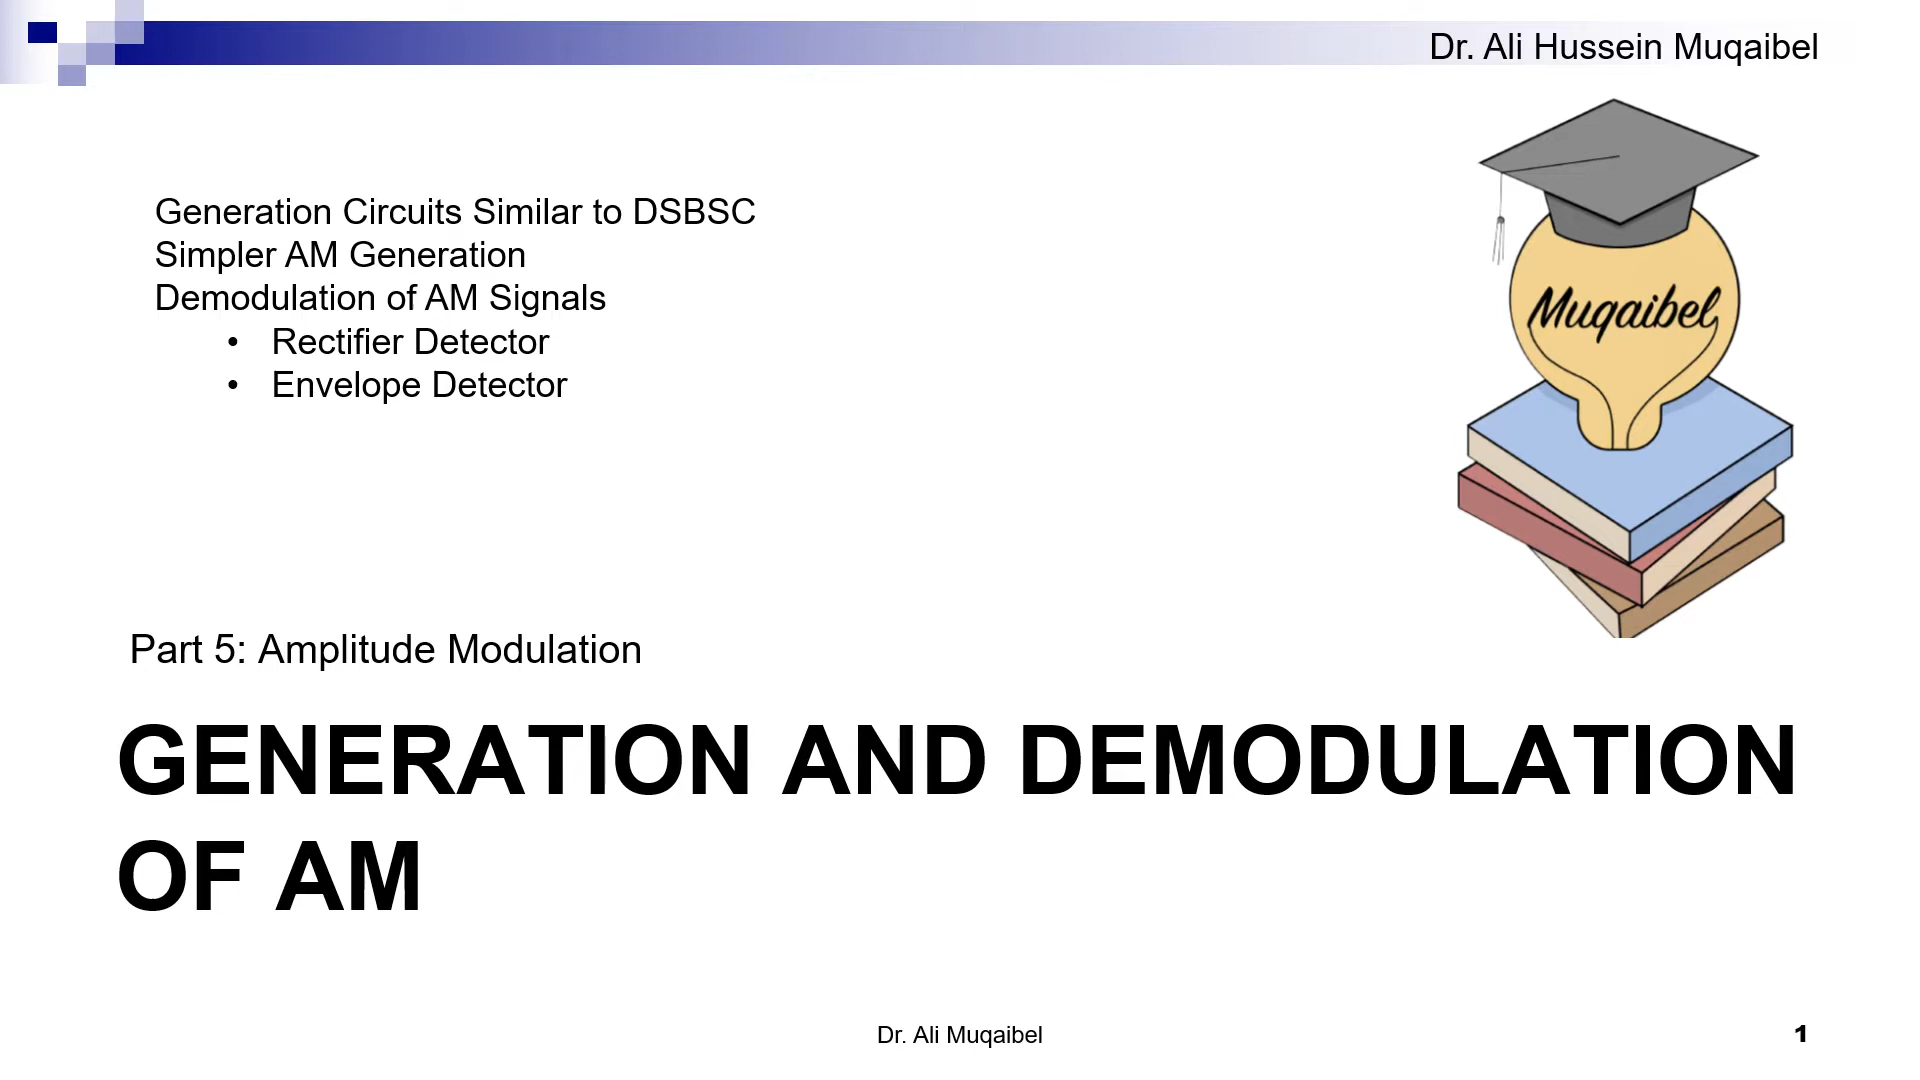 Dr. Ali Hussein Muqaibel
Generation Circuits Similar to DSBSC
Simpler AM Generation
Demodulation of AM Signals
• Rectifier Detector
• Envelope Detector
Muqaibel
Part 5: Amplitude Modulation
GENERATION AND DEMODULATION
OF AM
Dr. Ali Muqaibel
1